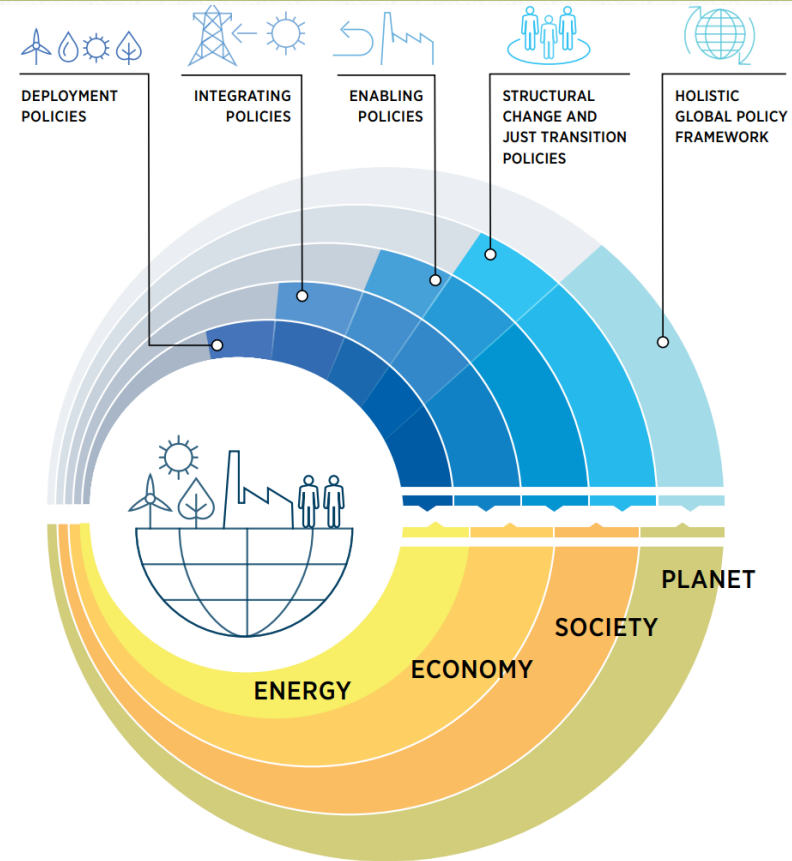 DEPLOYMENT
POLICIES
INTEGRATING
POLICIES
ENABLING
POLICIES
STRUCTURAL
CHANGE AND
JUST TRANSITION
POLICIES
HOLISTIC
GLOBAL POLICY
FRAMEWORK
PLANET
SOCIETY
ECONOMY
ENERGY